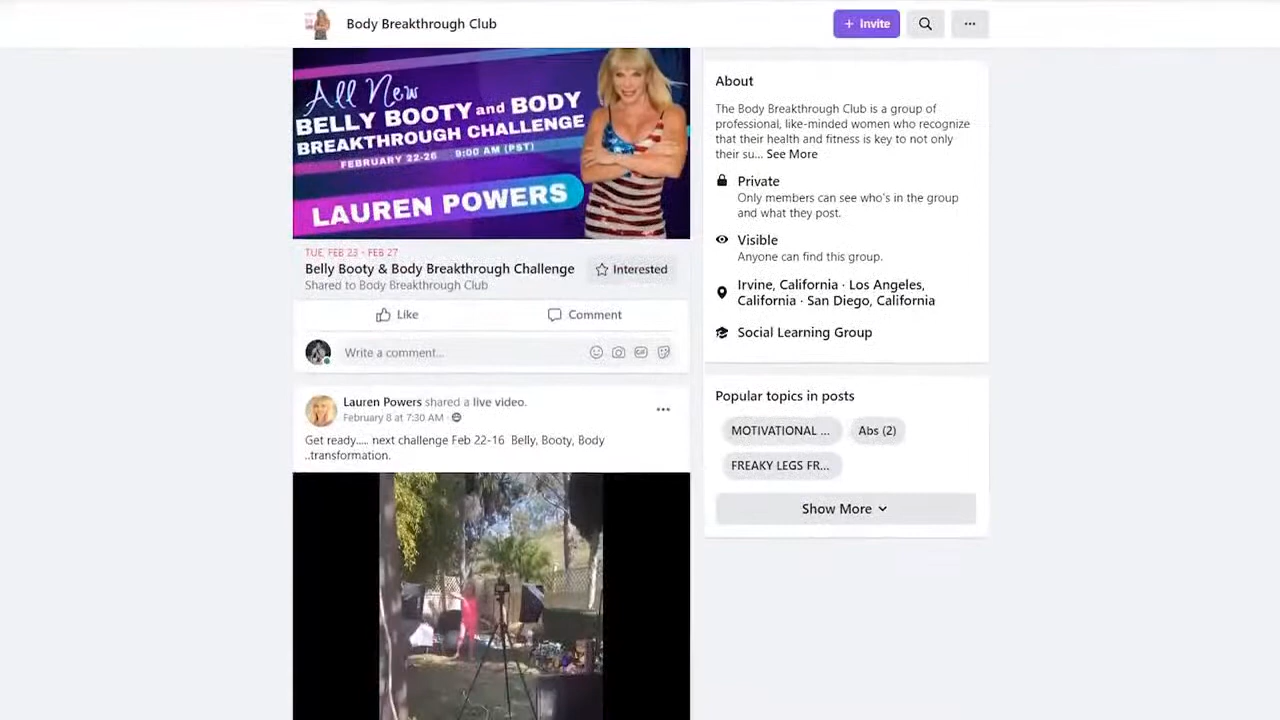 Body Breakthrough Club
+ Invite
All New
BELLY BOOTY and BODY
BREAKTHROUGH CHALLENGE
FEBRUARY 22-26 9:00 AM (PST)
LAUREN POWERS
TUE, FEB 23 - FEB 27
Belly Booty & Body Breakthrough Challenge
Interested
Shared to Body Breakthrough Club
Like
Comment
Write a comment...
GIF
Lauren Powers shared a live video.
February 8 at 7:30 AM ·
Get ready..... next challenge Feb 22-16 Belly, Booty, Body
..transformation.
About
The Body Breakthrough Club is a group of
professional, like-minded women who recognize
that their health and fitness is key to not only
their su... See More
Private
Only members can see who's in the group
and what they post.
Visible
Anyone can find this group.
Irvine, California · Los Angeles,
California · San Diego, California
Social Learning Group
Popular topics in posts
MOTIVATIONAL ...
Abs (2)
FREAKY LEGS FR...
Show More